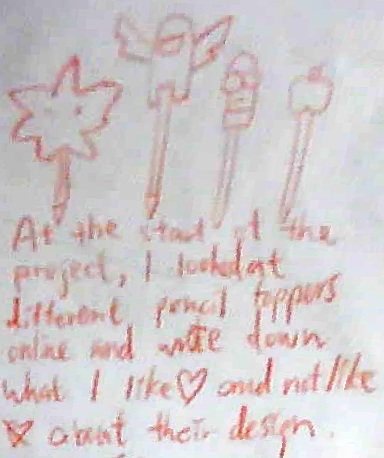 At the start of the
project, I looked at
different pencil toppers
online and wrote down
what I like♡ and not like
about their design.